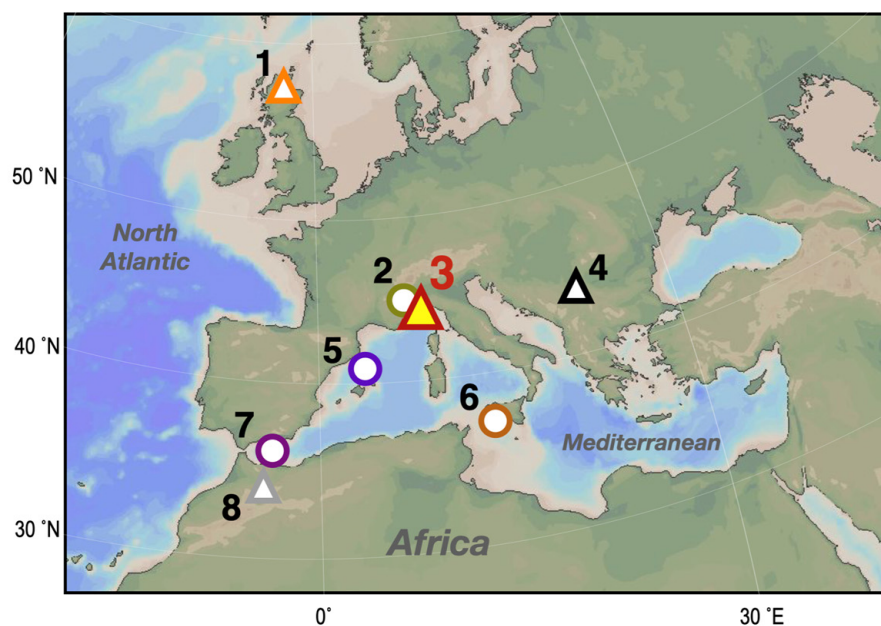 1
50 °N
North
Atlantic
2
3
4
40 °N
5
6
7
Mediterranean
8
30 °N
Africa
0°
30 °E